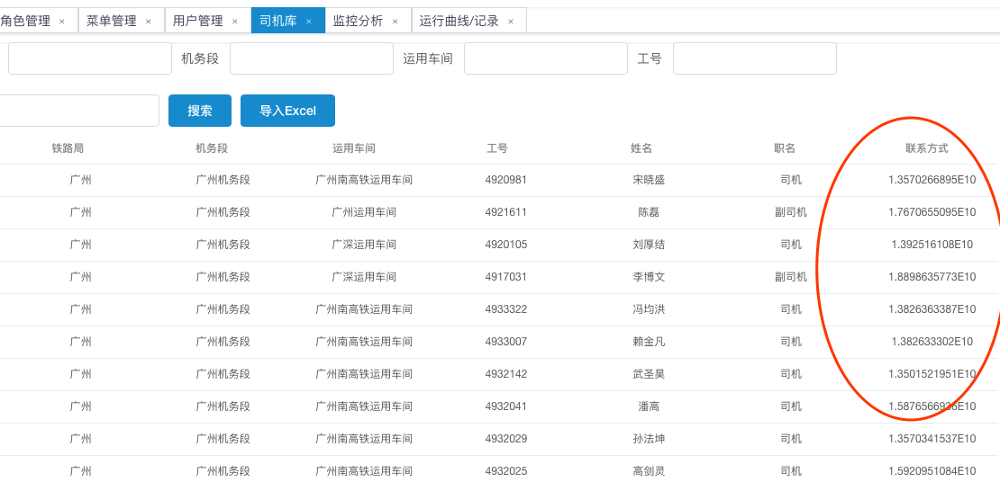 角色管理 × 菜单管理 × 用户管理 × 司机库 × 监控分析 × 运行曲线/记录 ×
机务段 运用车间 工号
搜索 导入Excel
铁路局 机务段 运用车间 工号 姓名 职名 联系方式
广州 广州机务段 广州南高铁运用车间 4920981 宋晓盛 司机 1.3570266895E10
广州 广州机务段 广州运用车间 4921611 陈磊 副司机 1.7670655095E10
广州 广州机务段 广深运用车间 4920105 刘厚结 司机 1.392516108E10
广州 广州机务段 广深运用车间 4917031 李博文 副司机 1.8898635773E10
广州 广州机务段 广州南高铁运用车间 4933322 冯均洪 司机 1.3826363387E10
广州 广州机务段 广州南高铁运用车间 4933007 赖金凡 司机 1.382633302E10
广州 广州机务段 广州南高铁运用车间 4932142 武圣昊 司机 1.3501521951E10
广州 广州机务段 广州南高铁运用车间 4932041 潘高 司机
广州 广州机务段 广州南高铁运用车间 4932029 孙法坤 司机 1.3570341537E10
广州 广州机务段 广州南高铁运用车间 4932025 高剑灵 司机 1.5920951084E10